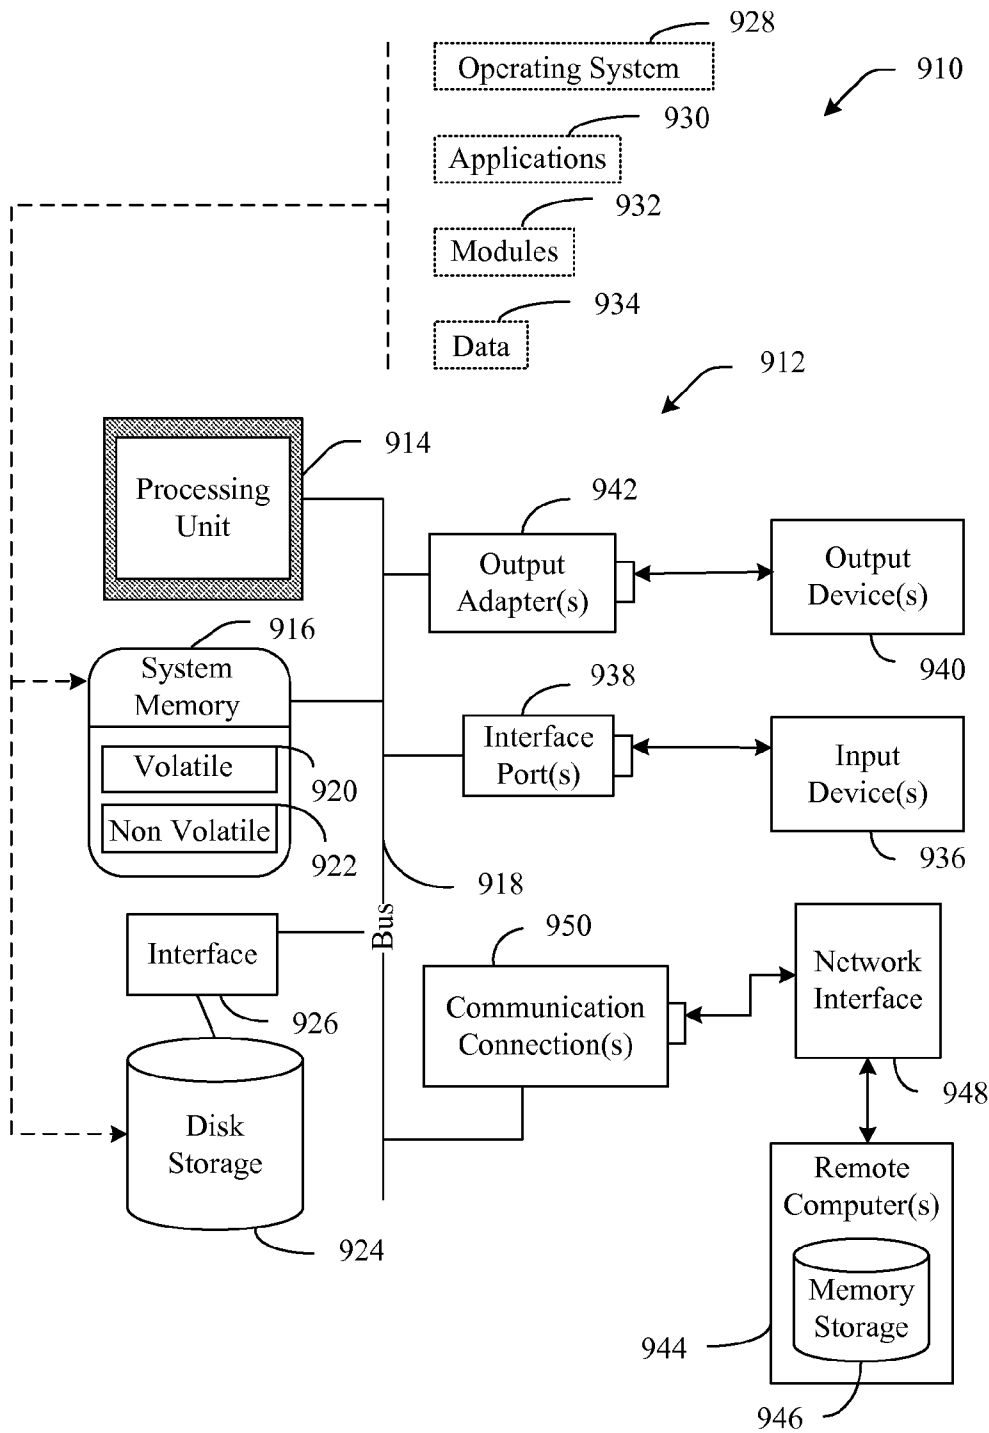 928
Operating System
910
930
Applications
932
Modules
934
Data
912
914
Processing
Unit
942
Output
Adapter(s)
Output
Device(s)
940
916
System
Memory
938
Interface
Port(s)
Volatile
920
Input
Device(s)
Non Volatile
922
936
918
Bus
950
Interface
926
Communication
Connection(s)
Network
Interface
948
Disk
Storage
924
Remote
Computer(s)
Memory
Storage
944
946